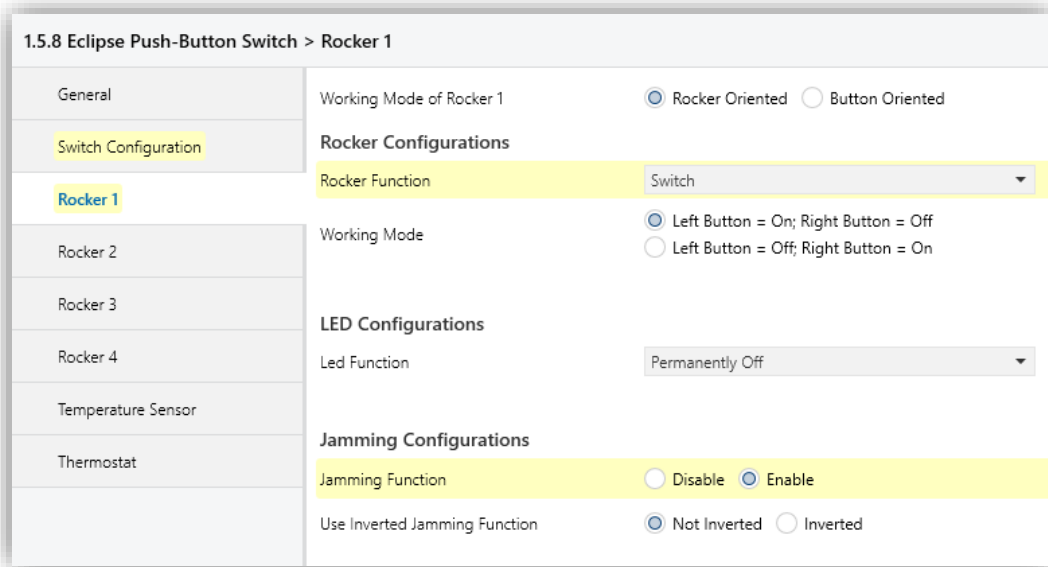 1.5.8 Eclipse Push-Button Switch > Rocker 1
General
Switch Configuration
Rocker 1
Rocker 2
Rocker 3
Rocker 4
Temperature Sensor
Thermostat
Working Mode of Rocker 1 Rocker Oriented Button Oriented
Rocker Configurations
Rocker Function Switch
Working Mode Left Button = On; Right Button = Off
Left Button = Off; Right Button = On
LED Configurations
Led Function Permanently Off
Jamming Configurations
Jamming Function Disable Enable
Use Inverted Jamming Function Not Inverted Inverted